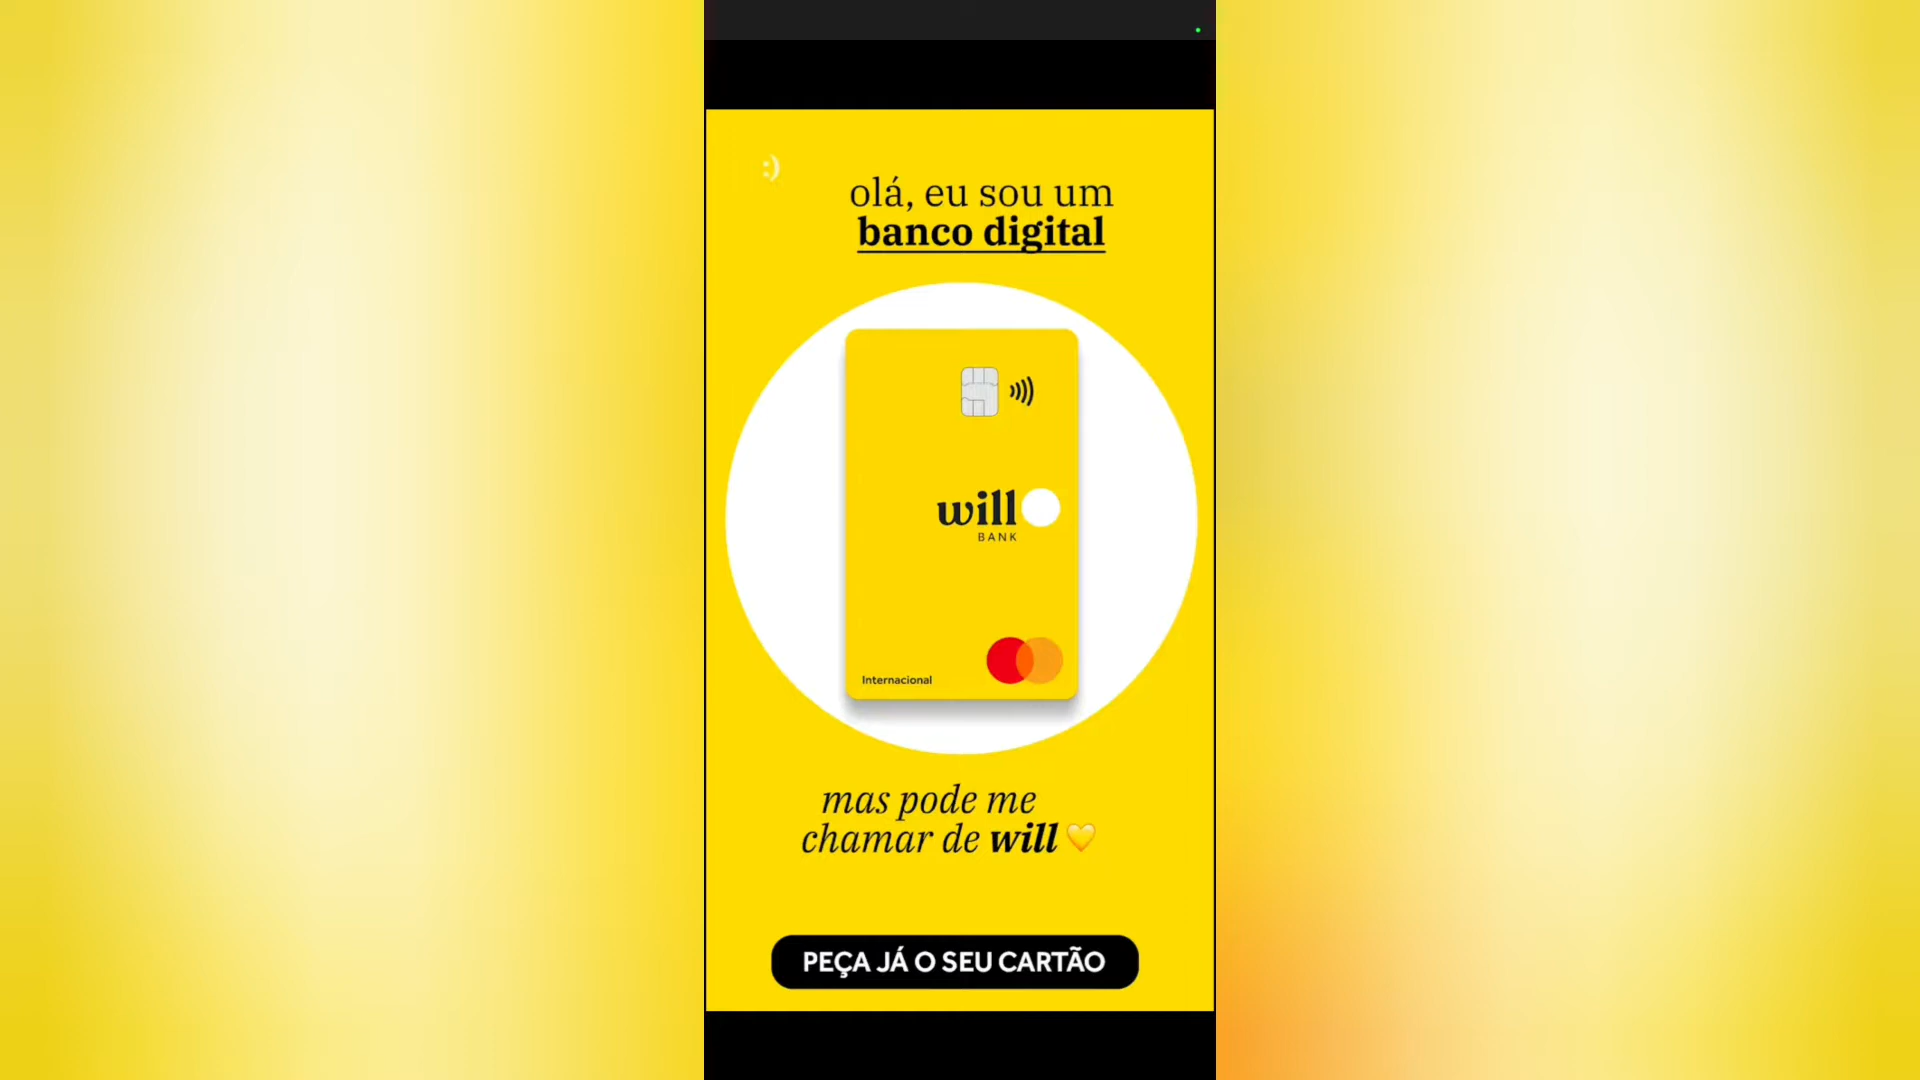 :)
olá, eu sou um
banco digital
will
BANK
Internacional
mas pode me
chamar de will 💛
PEÇA JÁ O SEU CARTÃO